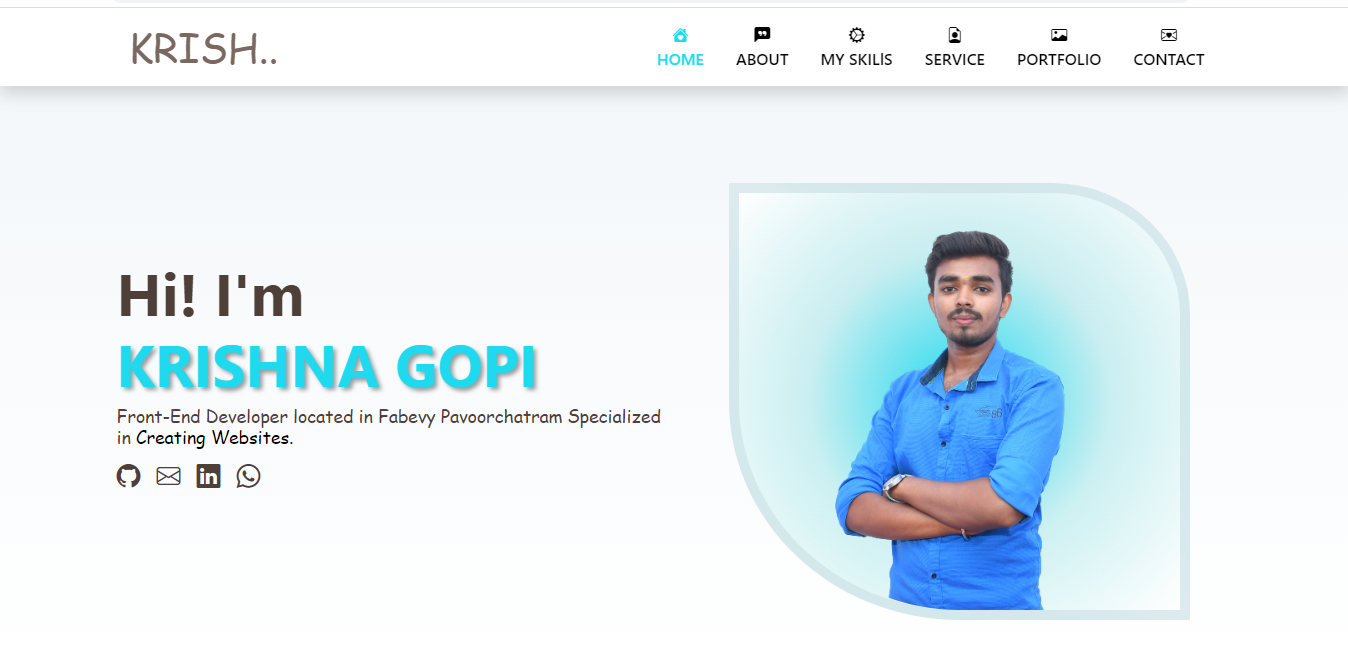 KRISH..
HOME ABOUT MY SKILlS SERVICE PORTFOLIO CONTACT
Hi! I'm
KRISHNA GOPI
Front-End Developer located in Fabevy Pavoorchatram Specialized
in Creating Websites.